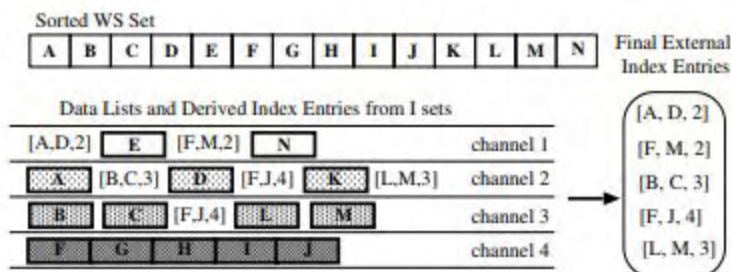 Sorted WS Set
A B C D E F G H I J K L M N
Final External
Index Entries
Data Lists and Derived Index Entries from I sets
[A,D,2] E [F,M,2] N channel 1
A [B,C,3] D [F,J,4] K [L,M,3] channel 2
B C [F,J,4] L M channel 3
F G H I J channel 4
[A, D, 2]
[F, M, 2]
[B, C, 3]
[F, J, 4]
[L, M, 3]